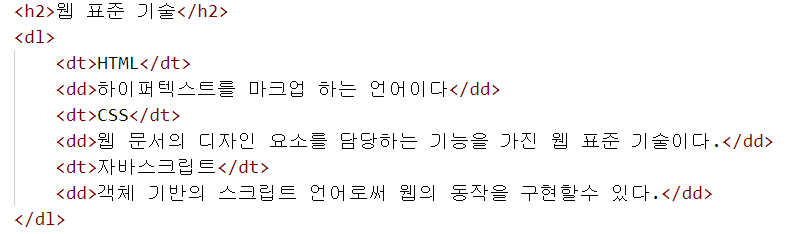 <h2>웹 표준 기술</h2>
<dl>
<dt>HTML</dt>
<dd>하이퍼텍스트를 마크업 하는 언어이다</dd>
<dt>CSS</dt>
<dd>웹 문서의 디자인 요소를 담당하는 기능을 가진 웹 표준 기술이다.</dd>
<dt>자바스크립트</dt>
<dd>객체 기반의 스크립트 언어로써 웹의 동작을 구현할수 있다.</dd>
</dl>